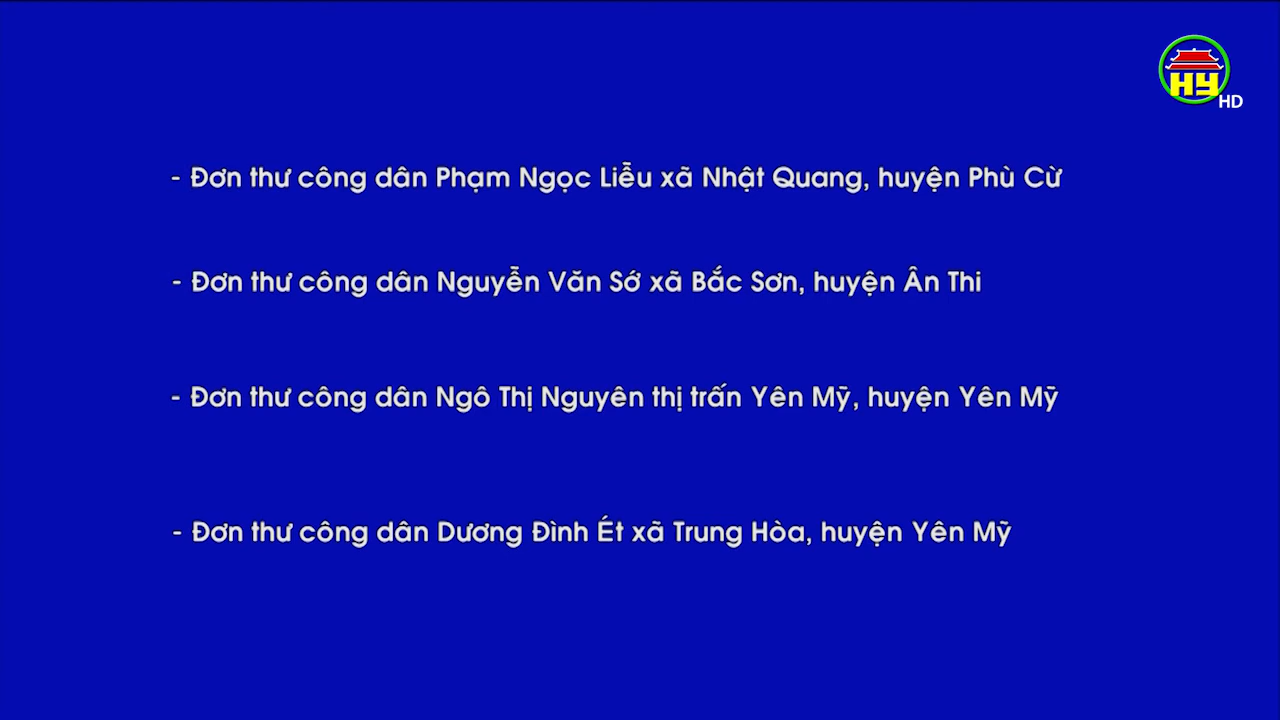 HY
HD
- Đơn thư công dân Phạm Ngọc Liễu xã Nhật Quang, huyện Phù Cừ
- Đơn thư công dân Nguyễn Văn Sớ xã Bắc Sơn, huyện Ân Thi
- Đơn thư công dân Ngô Thị Nguyên thị trấn Yên Mỹ, huyện Yên Mỹ
- Đơn thư công dân Dương Đình Ét xã Trung Hòa, huyện Yên Mỹ